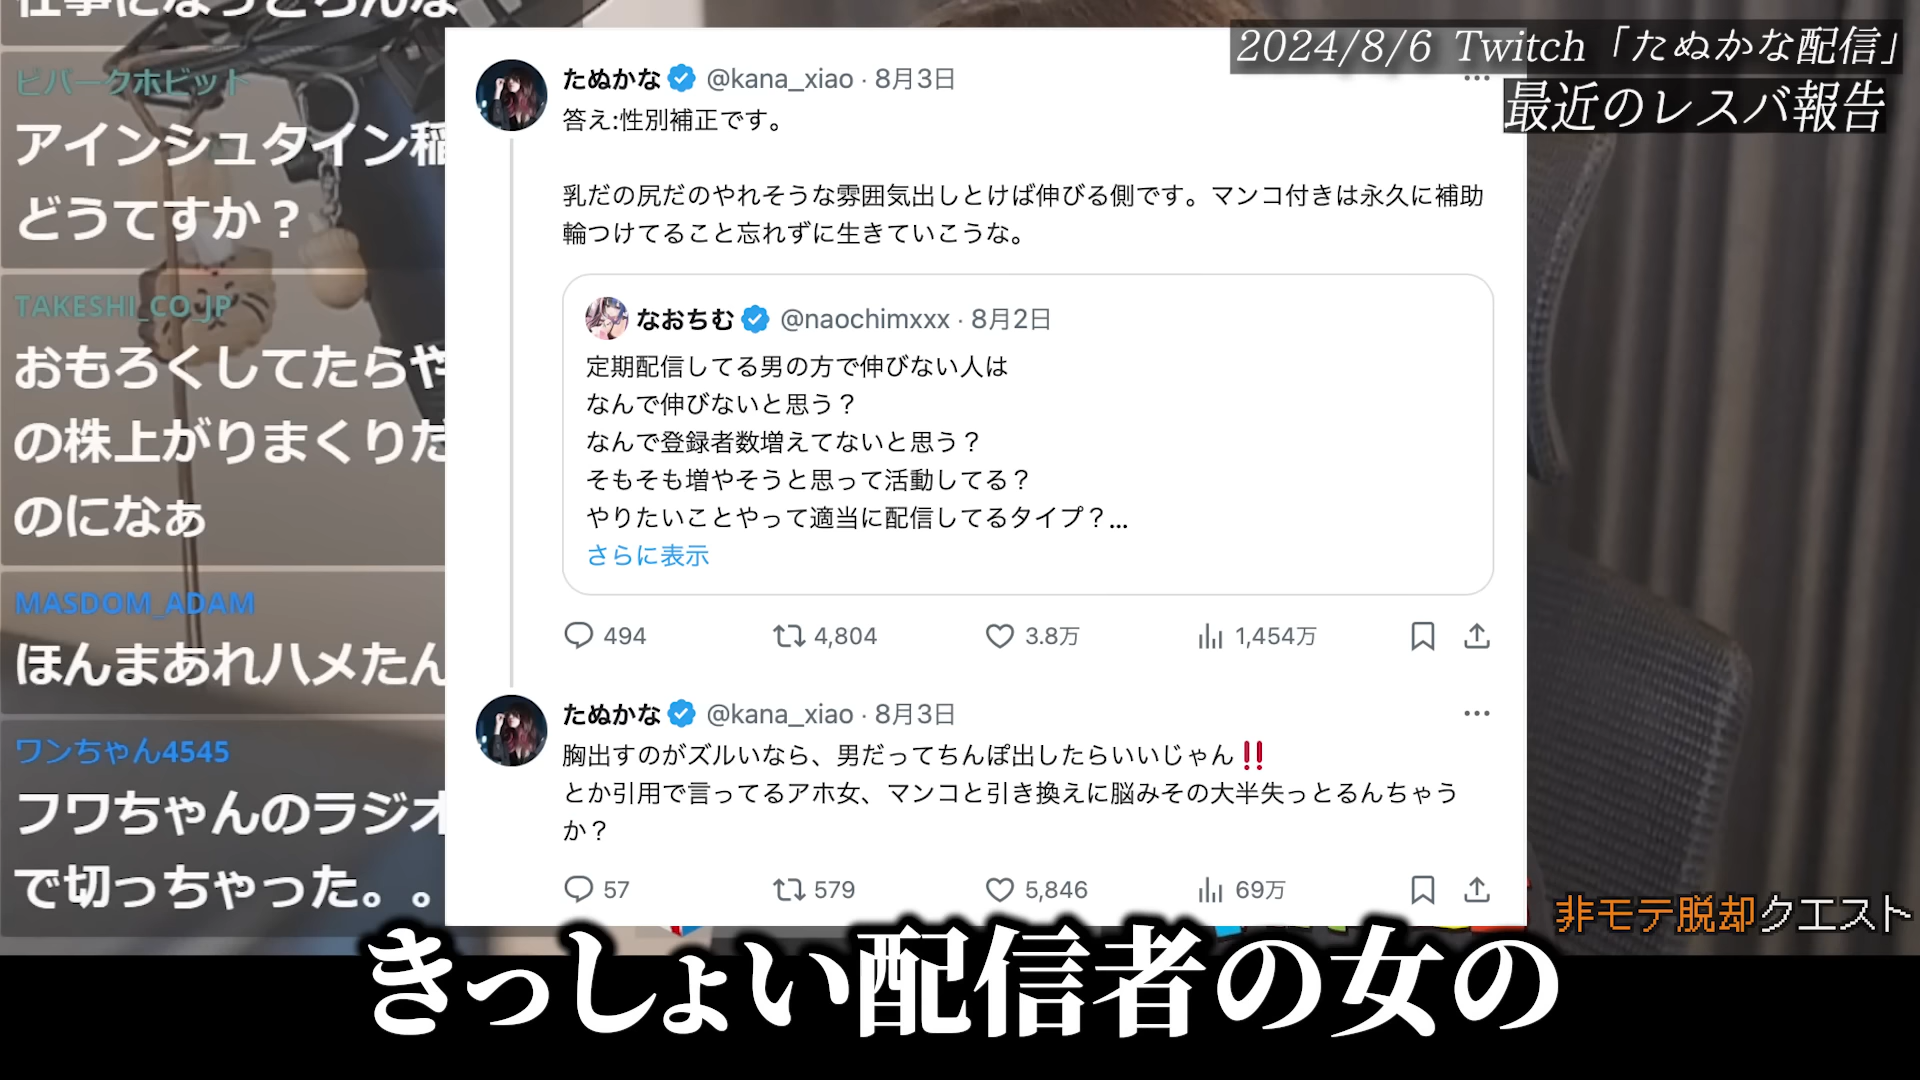 仕事になっどろんな
ビバークホビット
アインシュタイン稲
どうてすか？
TAKESHI_CO_JP
おもろくしてたらや
の株上がりまくりだ
のになぁ
MASDOM_ADAM
ほんまあれハメたん
ワンちゃん4545
フワちゃんのラジオ
で切っちゃった。。
2024/8/6 Twitch「たぬかな配信」
最近のレスバ報告
たぬかな @kana_xiao · 8月3日
答え:性別補正です。
乳だの尻だのやれそうな雰囲気出しとけば伸びる側です。マンコ付きは永久に補助
輪つけてること忘れずに生きていこうな。
なおちむ @naochimxxx · 8月2日
定期配信してる男の方で伸びない人は
なんで伸びないと思う？
なんで登録者数増えてないと思う？
そもそも増やそうと思って活動してる？
やりたいことやって適当に配信してるタイプ？...
さらに表示
494 4,804 3.8万 1,454万
たぬかな @kana_xiao · 8月3日
胸出すのがズルいなら、男だってちんぽ出したらいいじゃん‼️
とか引用で言ってるアホ女、マンコと引き換えに脳みその大半失っとるんちゃう
か？
57 579 5,846 69万
非モテ脱却クエスト
きっしょい配信者の女の